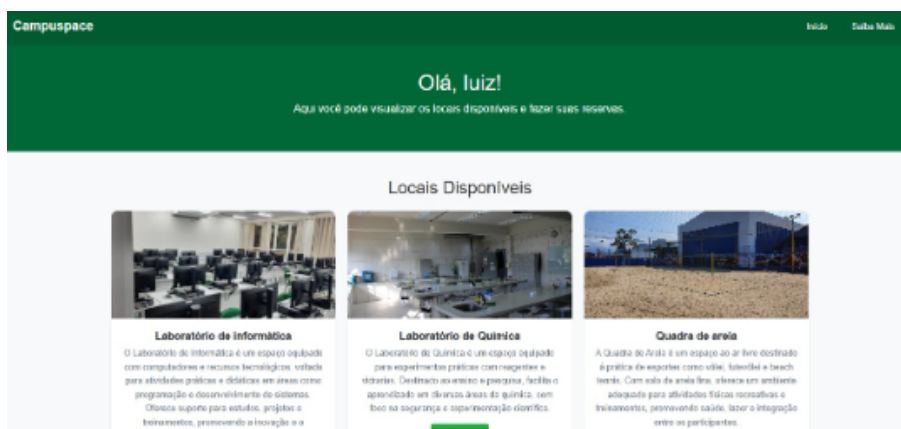 Campuspace
Início
Saiba Mais
Olá, luiz!
Aqui você pode visualizar os locais disponíveis e fazer suas reservas.
Locais Disponíveis
Laboratório de informática
O Laboratório de Informática é um espaço equipado
com computadores e recursos tecnológicos, voltado
para atividades práticas e didáticas em áreas como
programação e desenvolvimento de sistemas.
Oferece suporte para estudos, projetos e
treinamentos, promovendo a inovação e o
Laboratório de Química
O Laboratório de Química é um espaço equipado
para experimentos práticos com reagentes e
vidrarias. Destinado ao ensino e pesquisa, facilita o
aprendizado em diversas áreas da química, com
foco na segurança e experimentação científica.
Quadra de areia
A Quadra de Areia é um espaço ao ar livre destinado
à prática de esportes como vôlei, futevôlei e beach
tennis. Com solo de areia fina, oferece um ambiente
adequado para atividades físicas recreativas e
treinamentos, promovendo saúde, lazer e integração
entre os participantes.